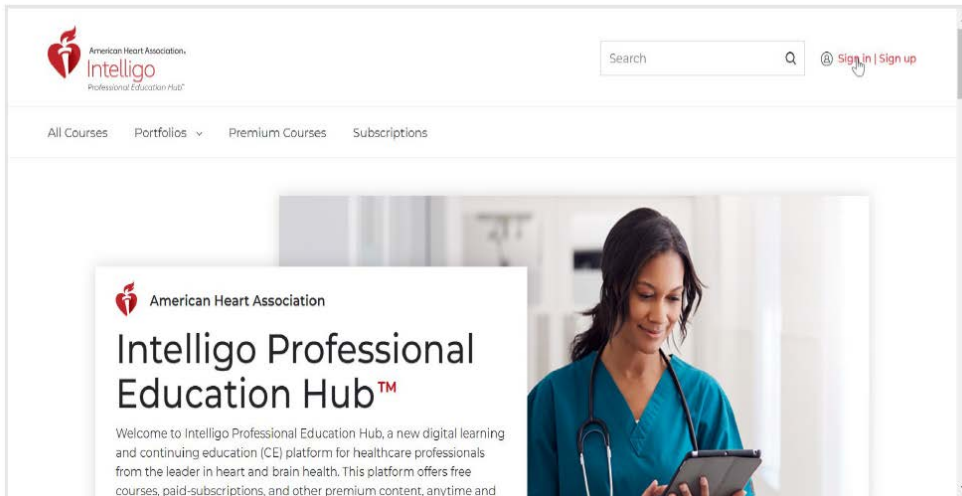 American Heart Association.
Intelligo
Professional Education Hub™
Search
Sign in | Sign up
All Courses
Portfolios
Premium Courses
Subscriptions
American Heart Association
Intelligo Professional
Education Hub™
Welcome to Intelligo Professional Education Hub, a new digital learning
and continuing education (CE) platform for healthcare professionals
from the leader in heart and brain health. This platform offers free
courses, paid-subscriptions, and other premium content, anytime and